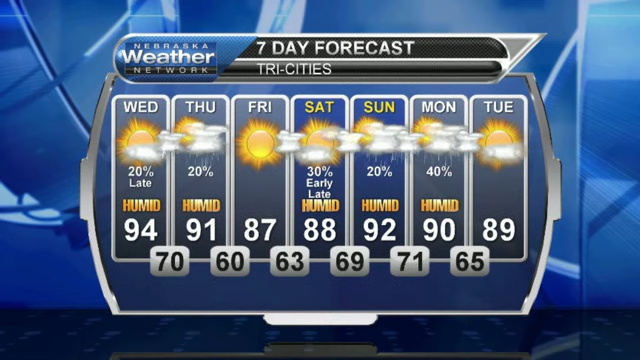 NEBRASKA
Weather
NETWORK
7 DAY FORECAST
TRI-CITIES
WED THU FRI SAT SUN MON TUE
20% 20% 30% 20% 40%
Late Early
Late
HUMID HUMID HUMID HUMID HUMID
94 91 87 88 92 90 89
70 60 63 69 71 65